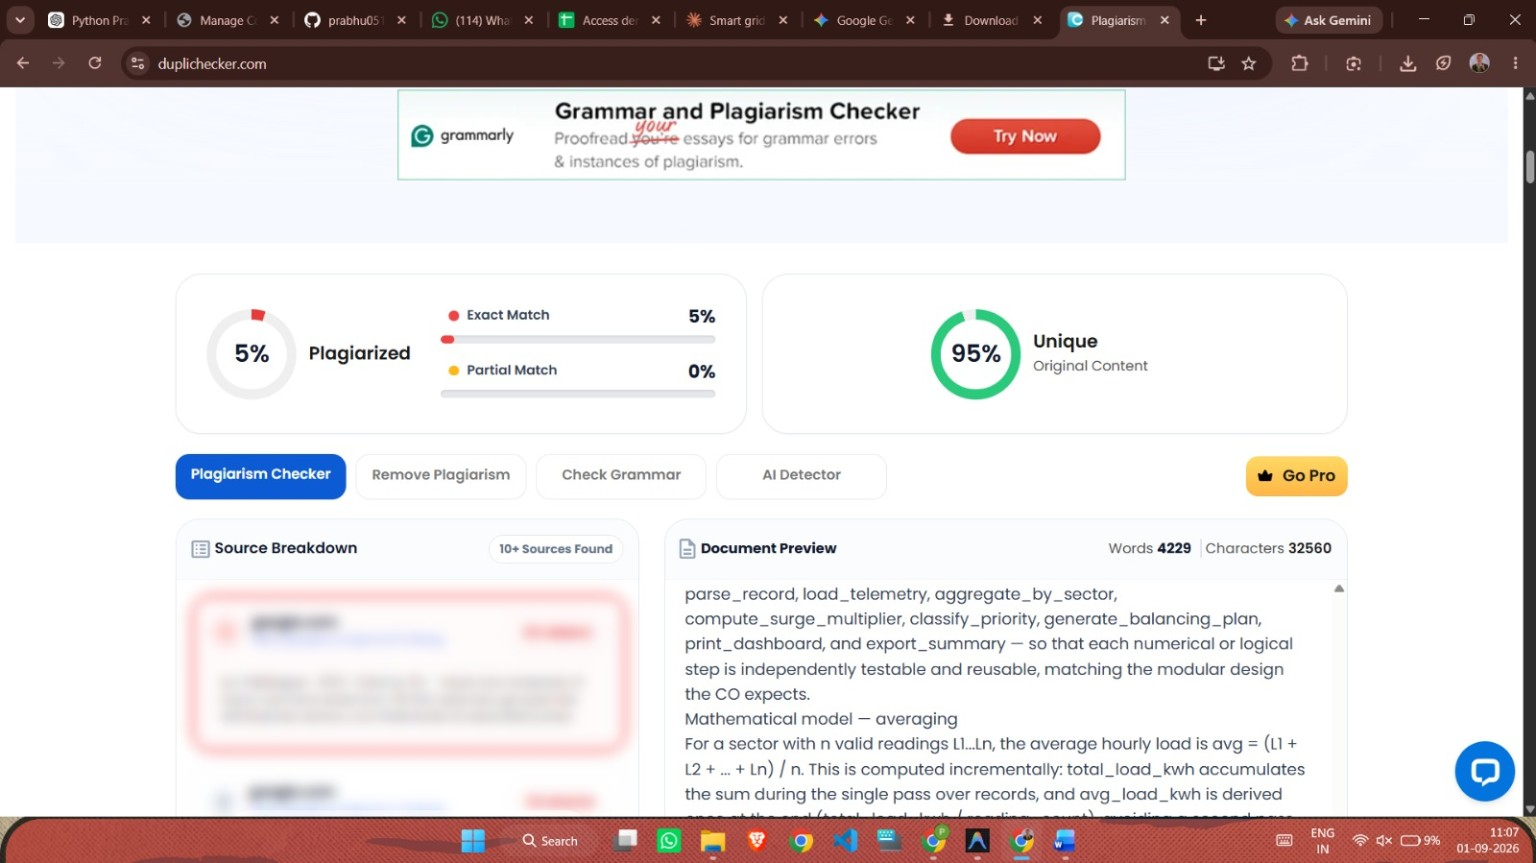 Python Pra
Manage C
prabhu05
(114) Wha
Access de
Smart grid
Google Ge
Download
Plagiarism
Ask Gemini
duplichecker.com
grammarly
Grammar and Plagiarism Checker
your
Proofread you're essays for grammar errors
& instances of plagiarism.
Try Now
5%
Plagiarized
Exact Match 5%
Partial Match 0%
95%
Unique
Original Content
Plagiarism Checker
Remove Plagiarism
Check Grammar
AI Detector
Go Pro
Source Breakdown
10+ Sources Found
Document Preview
Words 4229 Characters 32560
parse_record, load_telemetry, aggregate_by_sector,
compute_surge_multiplier, classify_priority, generate_balancing_plan,
print_dashboard, and export_summary — so that each numerical or logical
step is independently testable and reusable, matching the modular design
the CO expects.
Mathematical model — averaging
For a sector with n valid readings L1...Ln, the average hourly load is avg = (L1 +
L2 + ... + Ln) / n. This is computed incrementally: total_load_kwh accumulates
the sum during the single pass over records, and avg_load_kwh is derived
Search
ENG
IN
9%
11:07
01-09-2026